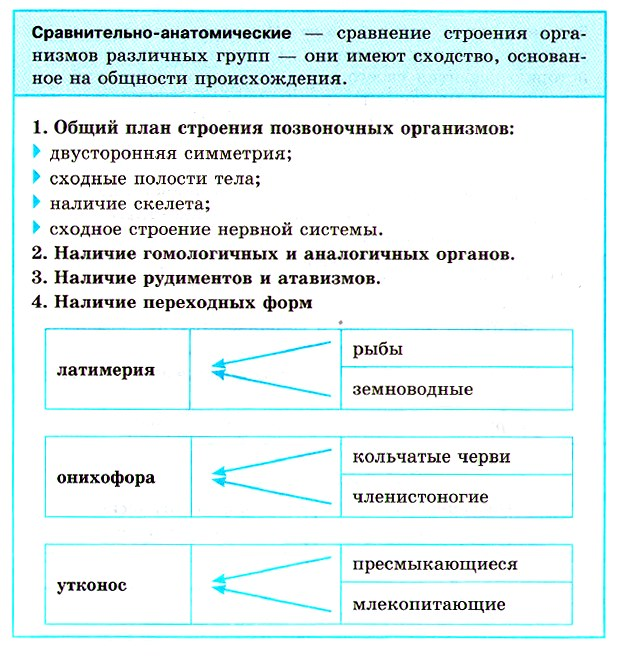 Сравнительно-анатомические — сравнение строения орга-
низмов различных групп — они имеют сходство, основан-
ное на общности происхождения.
1. Общий план строения позвоночных организмов:
двусторонняя симметрия;
сходные полости тела;
наличие скелета;
сходное строение нервной системы.
2. Наличие гомологичных и аналогичных органов.
3. Наличие рудиментов и атавизмов.
4. Наличие переходных форм
латимерия
рыбы
земноводные
онихофора
кольчатые черви
членистоногие
утконос
пресмыкающиеся
млекопитающие